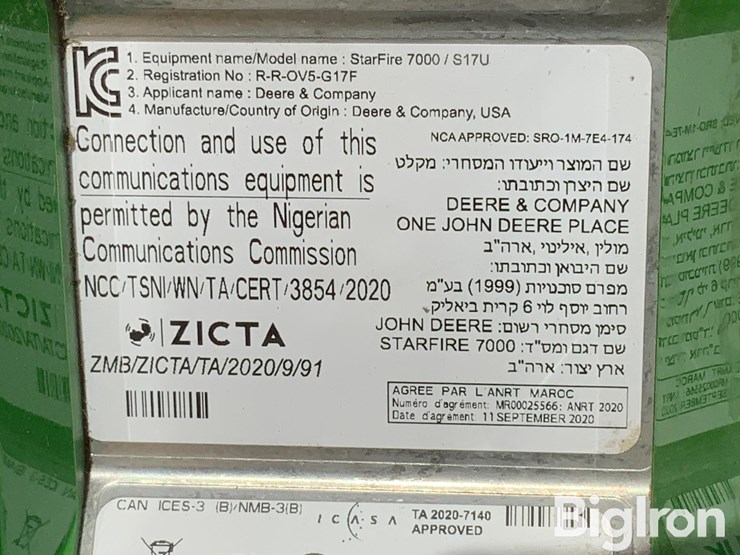 1. Equipment name/Model name : StarFire 7000 / S17U
2. Registration No : R-R-OV5-G17F
3. Applicant name : Deere & Company
4. Manufacture/Country of Origin : Deere & Company, USA
Connection and use of this
communications equipment is
permitted by the Nigerian
Communications Commission
NCC/TSNI/WN/TA/CERT/3854/2020
ZICTA
ZMB/ZICTA/TA/2020/9/91
NCA APPROVED: SRO-1M-7E4-174
שם המוצר וייעודו המסחרי: מקלט
שם היצרן וכתובתו:
DEERE & COMPANY
ONE JOHN DEERE PLACE
מולין ,אילינוי ,ארה"ב
שם היבואן וכתובתו:
מפרם סוכנויות (1999) בע"מ
רחוב יוסף לוי 6 קרית ביאליק.
סימן מסחרי רשום: JOHN DEERE
שם דגם ומס"ד: STARFIRE 7000
ארץ יצור: ארה"ב
AGREE PAR L'ANRT MAROC
Numéro d'agrément: MR00025566: ANRT 2020
Date d'agrément: 11 SEPTEMBER 2020
CAN ICES-3 (B)/NMB-3(B)
ICASA
TA 2020-7140
APPROVED
BigIron